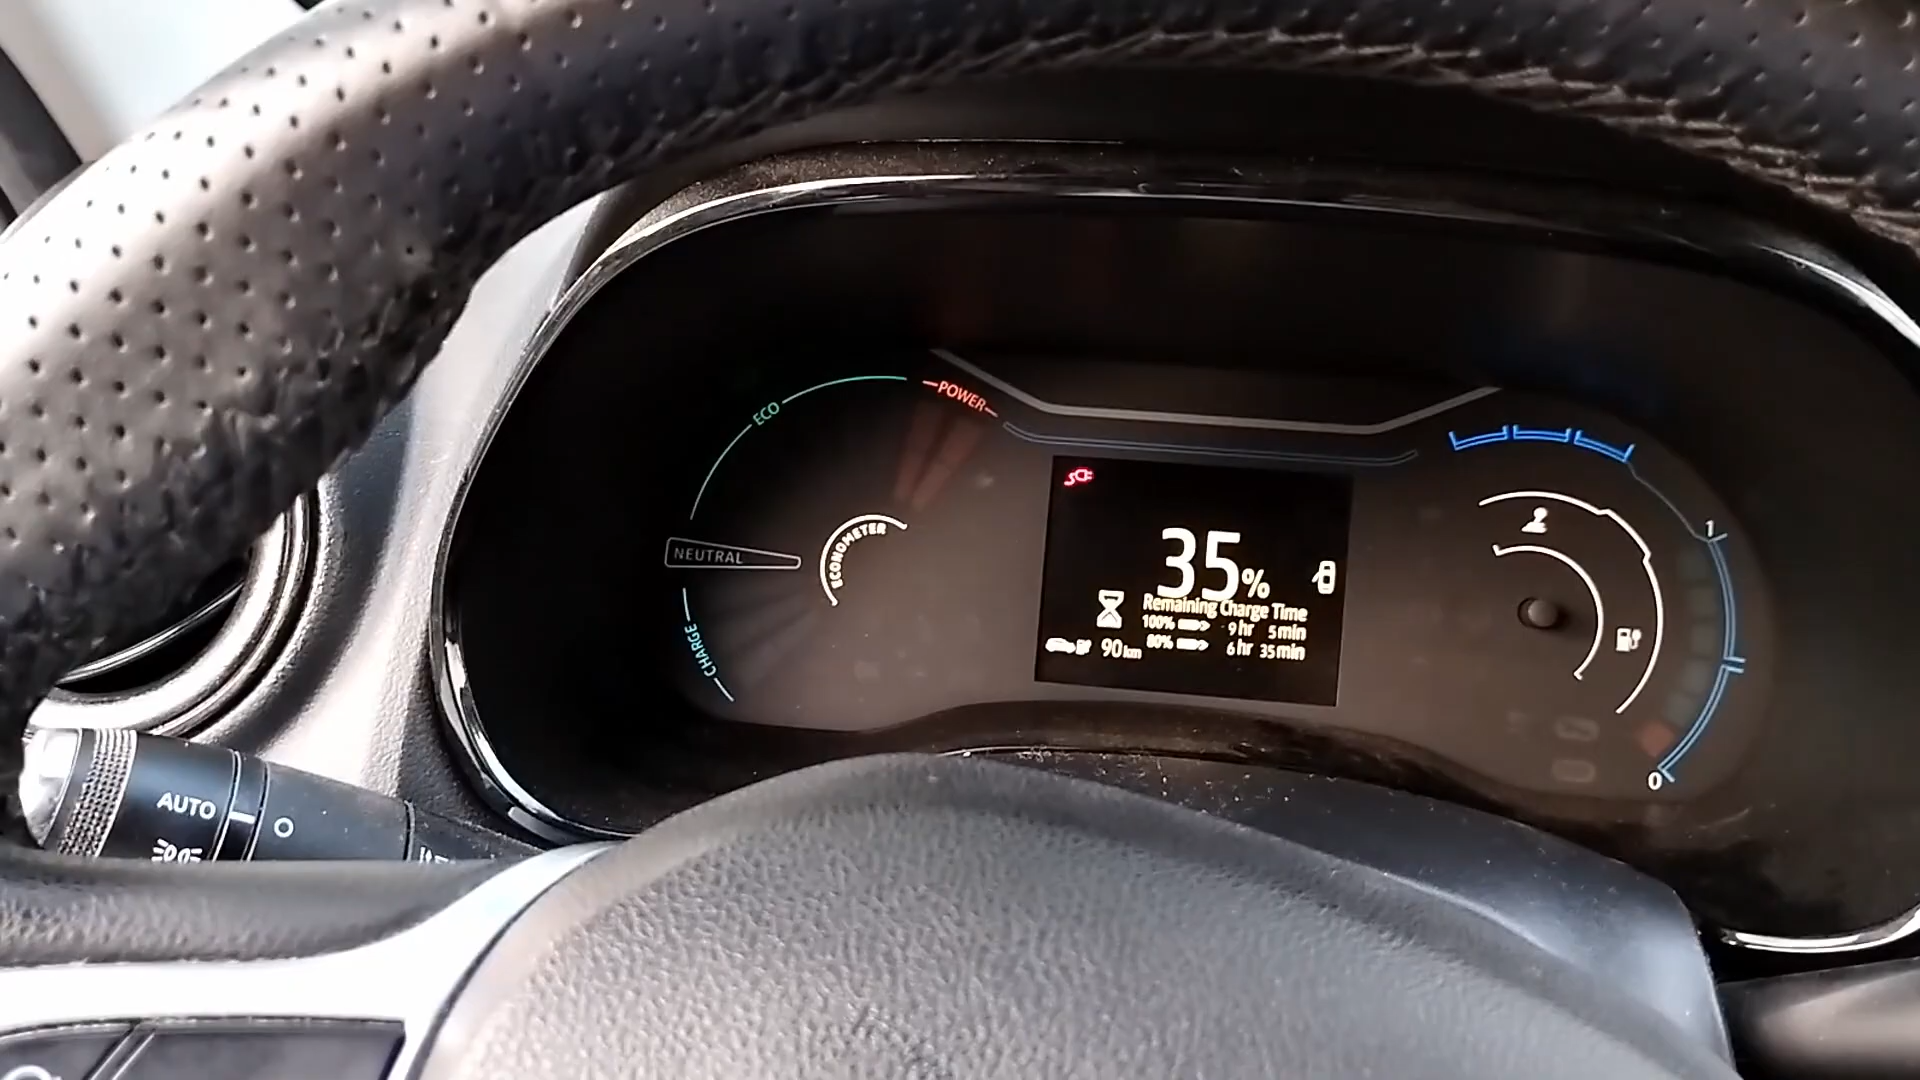 ECO
POWER
NEUTRAL
ECONOMETER
CHARGE
35%
Remaining Charge Time
100% 9 hr 5 min
80% 6 hr 35 min
90 km
1
0
AUTO